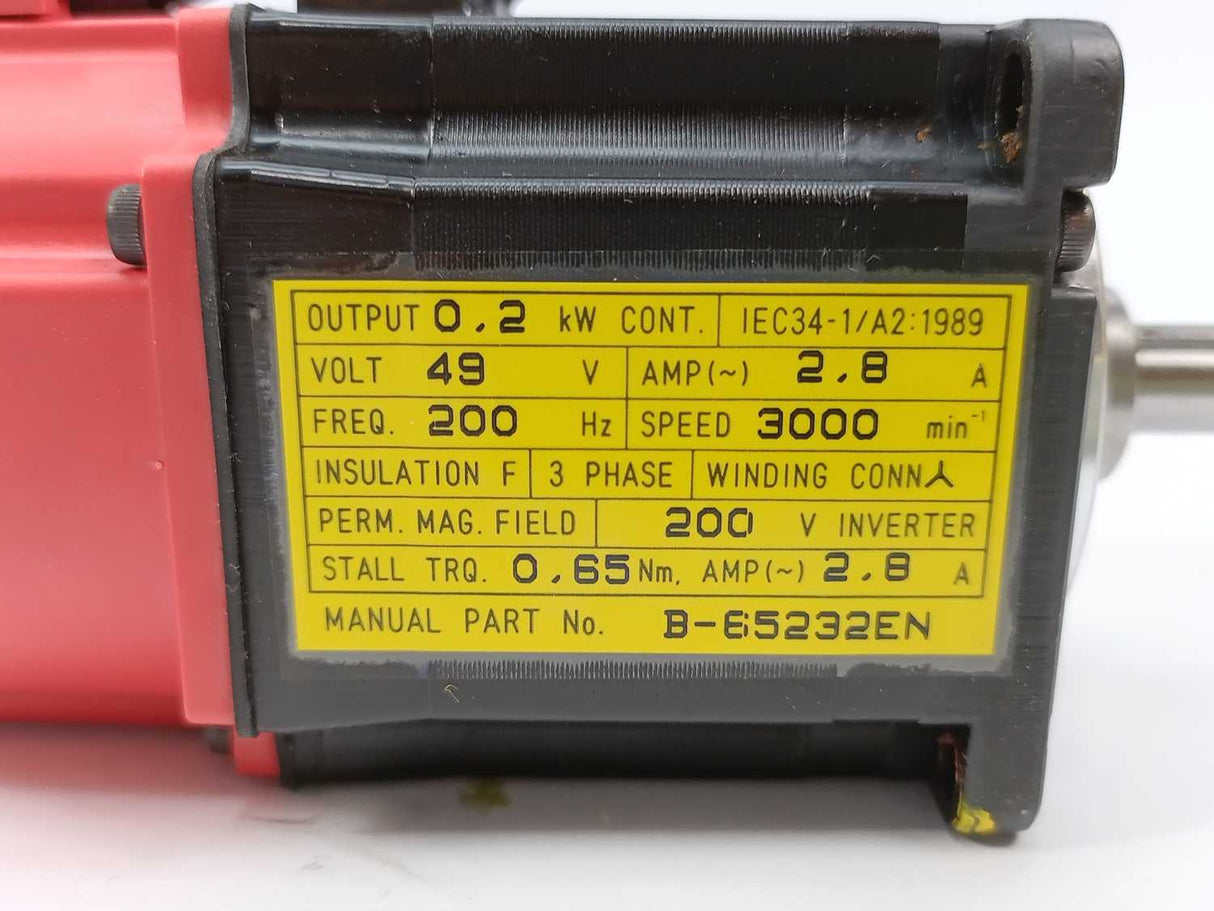 OUTPUT 0.2 kW CONT. IEC34-1/A2:1989
VOLT 49 V AMP(~) 2.8 A
FREQ. 200 Hz SPEED 3000 min⁻¹
INSULATION F 3 PHASE WINDING CONN
PERM. MAG. FIELD 200 V INVERTER
STALL TRQ. 0.65 Nm. AMP(~) 2.8 A
MANUAL PART No. B-65232EN